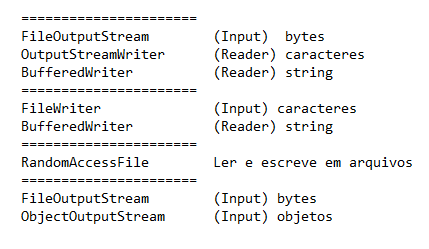 ======================
FileOutputStream (Input) bytes
OutputStreamWriter (Reader) caracteres
BufferedWriter (Reader) string
======================
FileWriter (Input) caracteres
BufferedWriter (Reader) string
======================
RandomAccessFile Ler e escreve em arquivos
======================
FileOutputStream (Input) bytes
ObjectOutputStream (Input) objetos